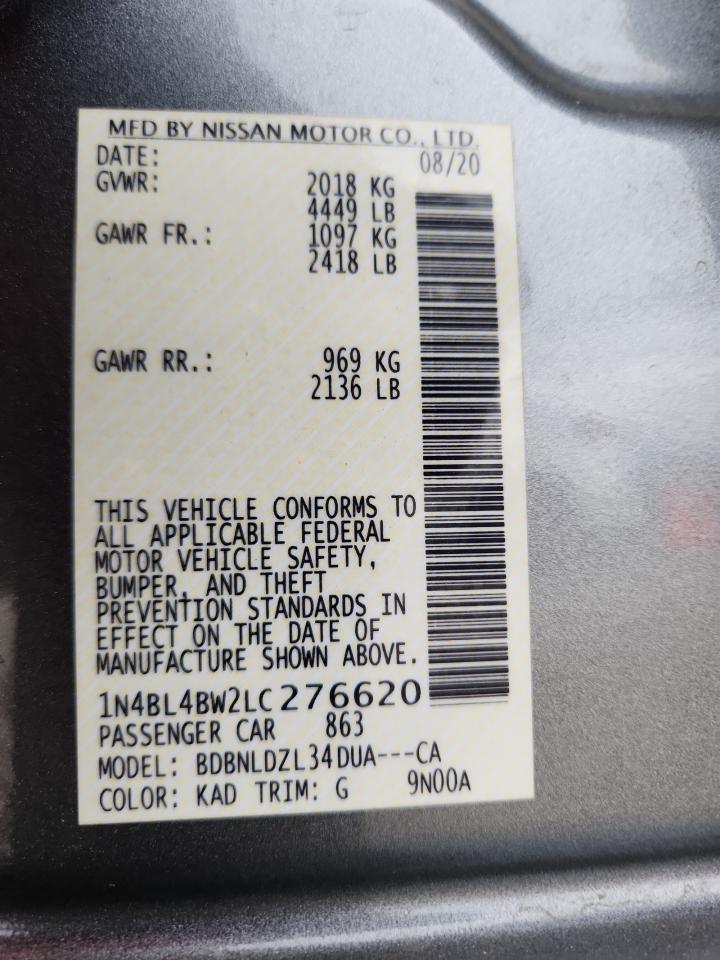 MFD BY NISSAN MOTOR CO., LTD.
DATE: 08/20
GVWR: 2018 KG
4449 LB
GAWR FR.: 1097 KG
2418 LB
GAWR RR.: 969 KG
2136 LB
THIS VEHICLE CONFORMS TO
ALL APPLICABLE FEDERAL
MOTOR VEHICLE SAFETY,
BUMPER, AND THEFT
PREVENTION STANDARDS IN
EFFECT ON THE DATE OF
MANUFACTURE SHOWN ABOVE.
1N4BL4BW2LC276620
PASSENGER CAR 863
MODEL: BDBNLDZL34DUA---CA
COLOR: KAD TRIM: G 9N00A